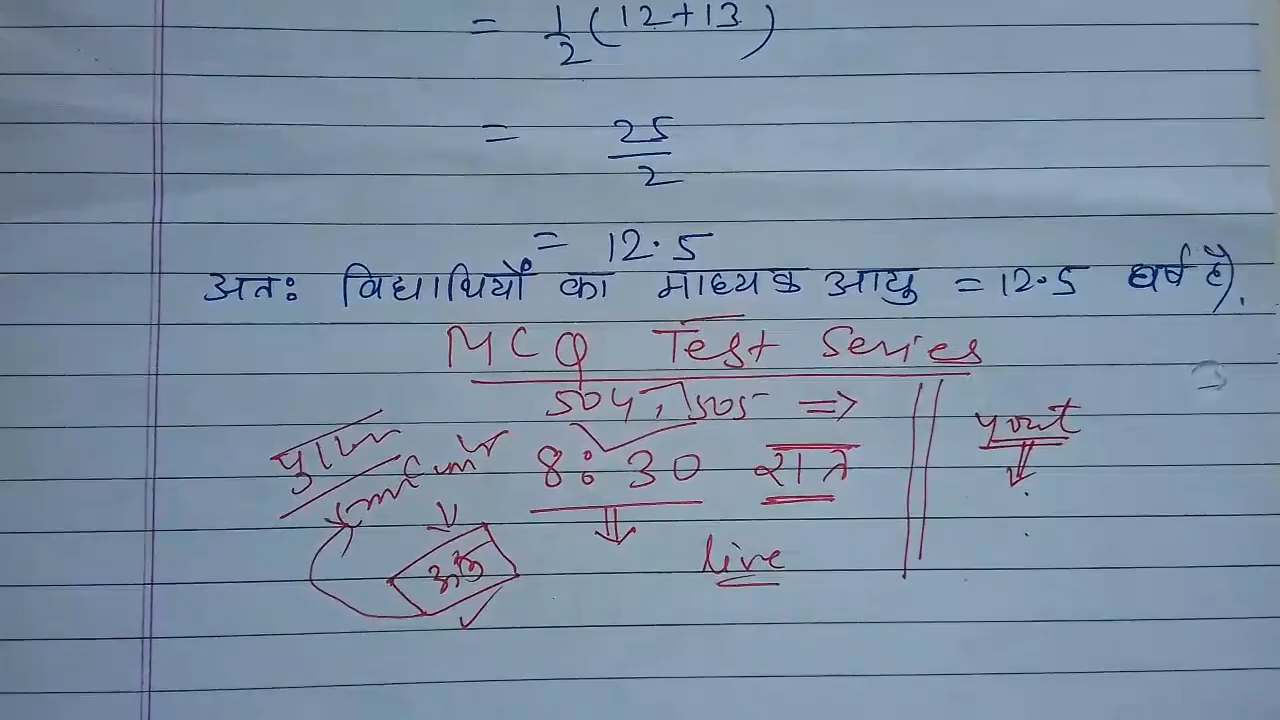 = 1/2 (12+13)
= 25/2
= 12.5
अतः विद्यार्थियों का माध्यक आयु = 12.5 वर्ष है।
MCQ Test Series
504, 505 =>
8:30 रात
live